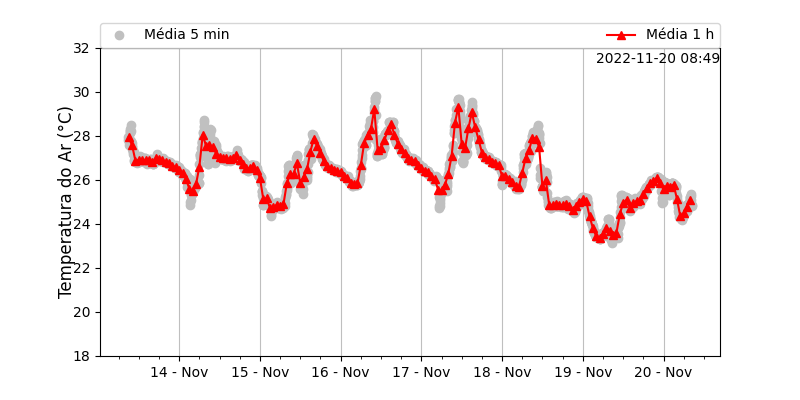 Média 5 min
Média 1 h
2022-11-20 08:49
Temperatura do Ar (°C)
32
30
28
26
24
22
20
18
14 - Nov
15 - Nov
16 - Nov
17 - Nov
18 - Nov
19 - Nov
20 - Nov